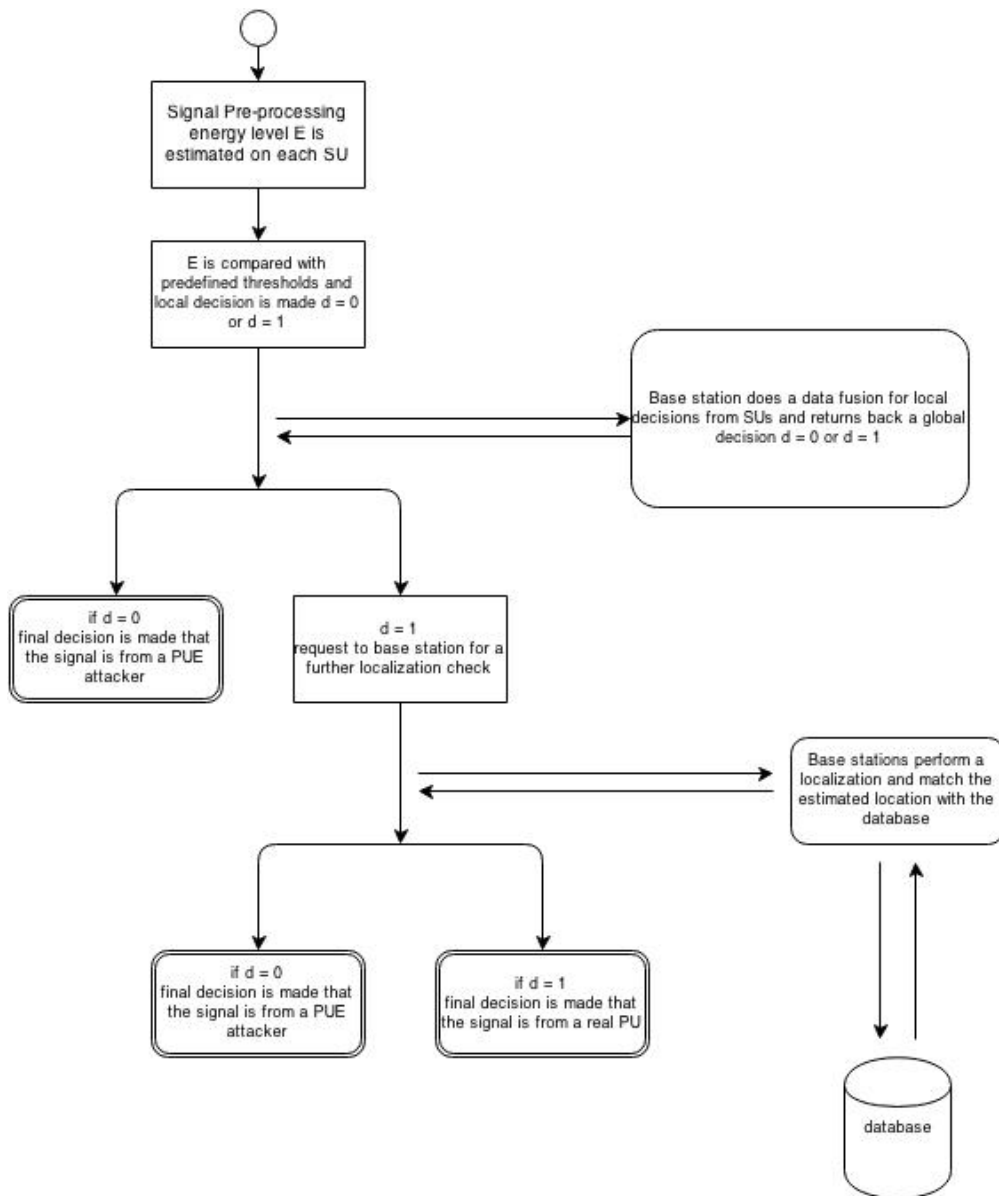 Signal Pre-processing
energy level E is
estimated on each SU
E is compared with
predefined thresholds and
local decision is made d = 0
or d = 1
Base station does a data fusion for local
decisions from SUs and returns back a global
decision d = 0 or d = 1
if d = 0
final decision is made that
the signal is from a PUE
attacker
d = 1
request to base station for a
further localization check
Base stations perform a
localization and match the
estimated location with the
database
if d = 0
final decision is made that
the signal is from a PUE
attacker
if d = 1
final decision is made that
the signal is from a real PU
database